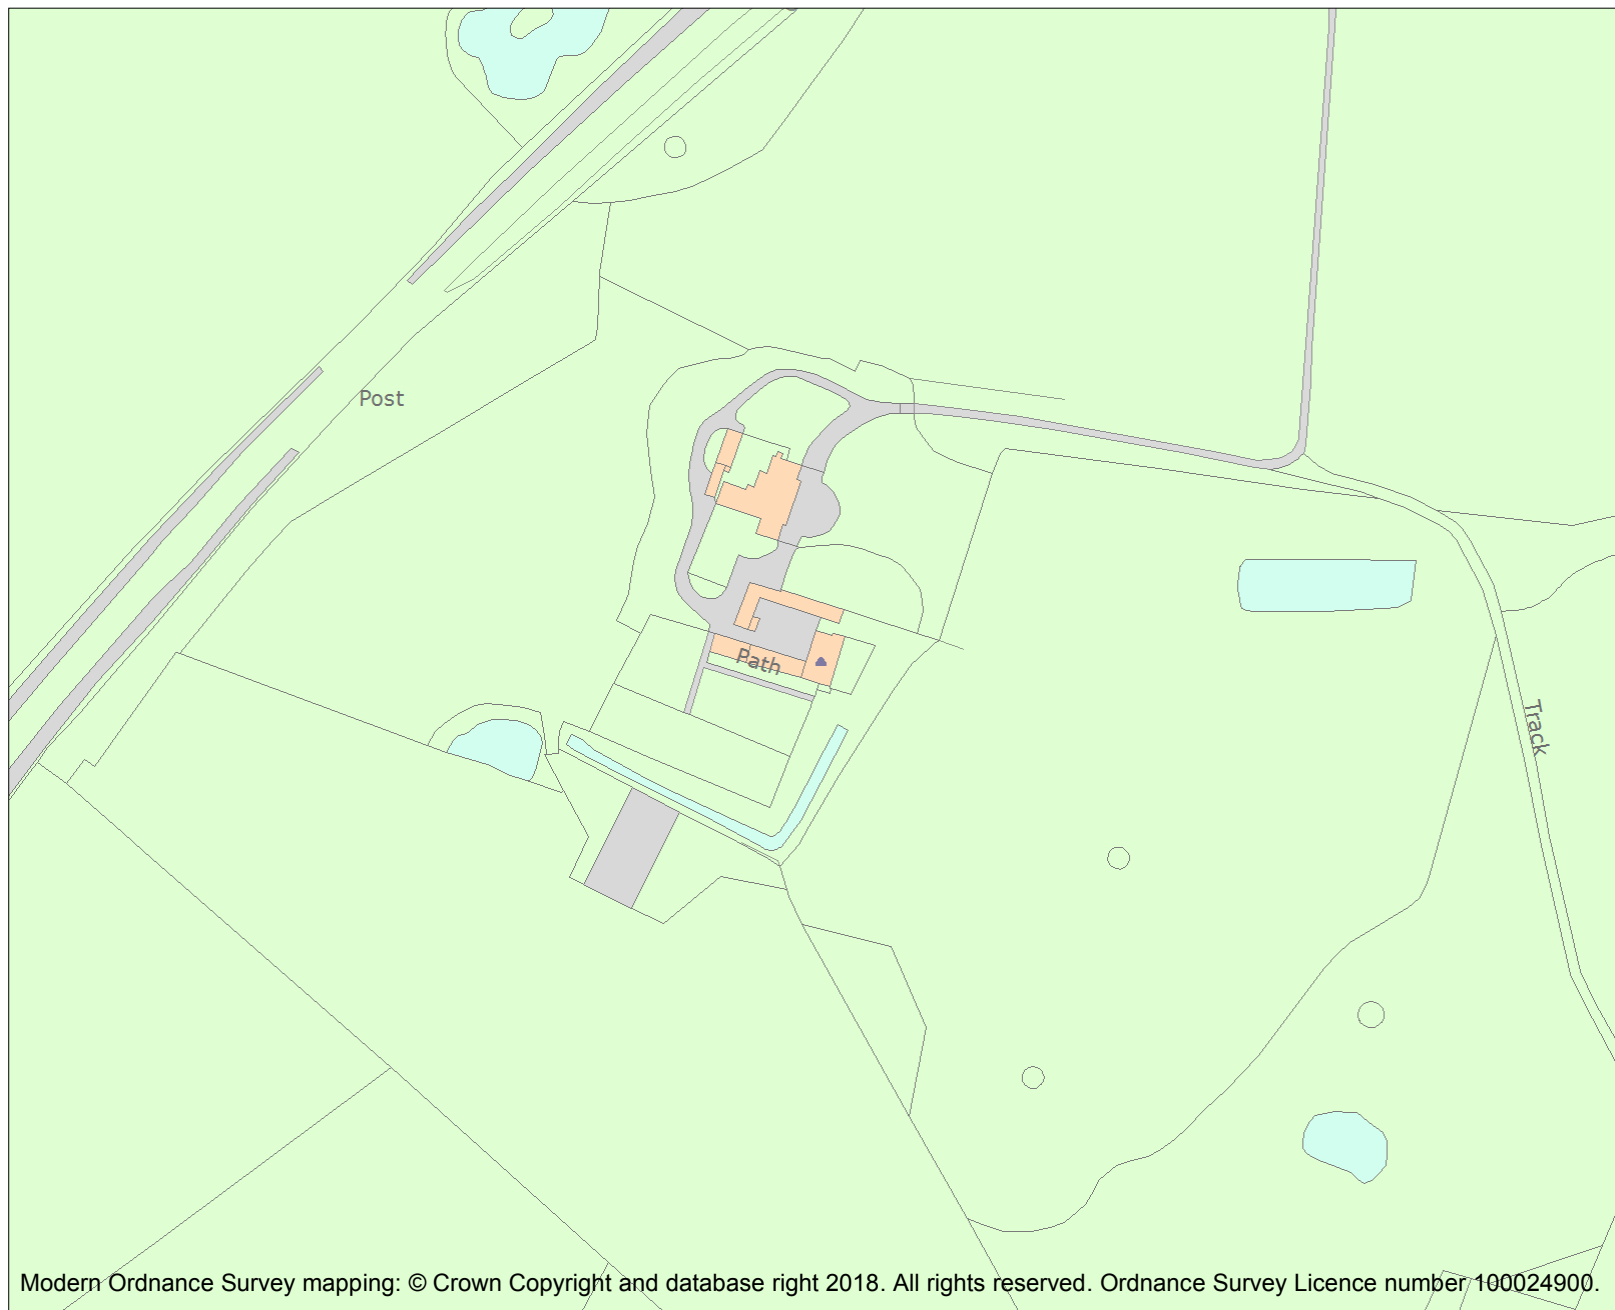 Post
Path
Track
Modern Ordnance Survey mapping: © Crown Copyright and database right 2018. All rights reserved. Ordnance Survey Licence number 100024900.